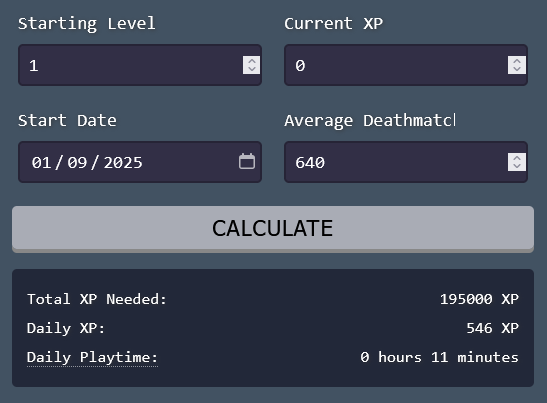 Starting Level
Current XP
1
0
Start Date
Average Deathmatc
01/09/2025
640
CALCULATE
Total XP Needed: 195000 XP
Daily XP: 546 XP
Daily Playtime: 0 hours 11 minutes